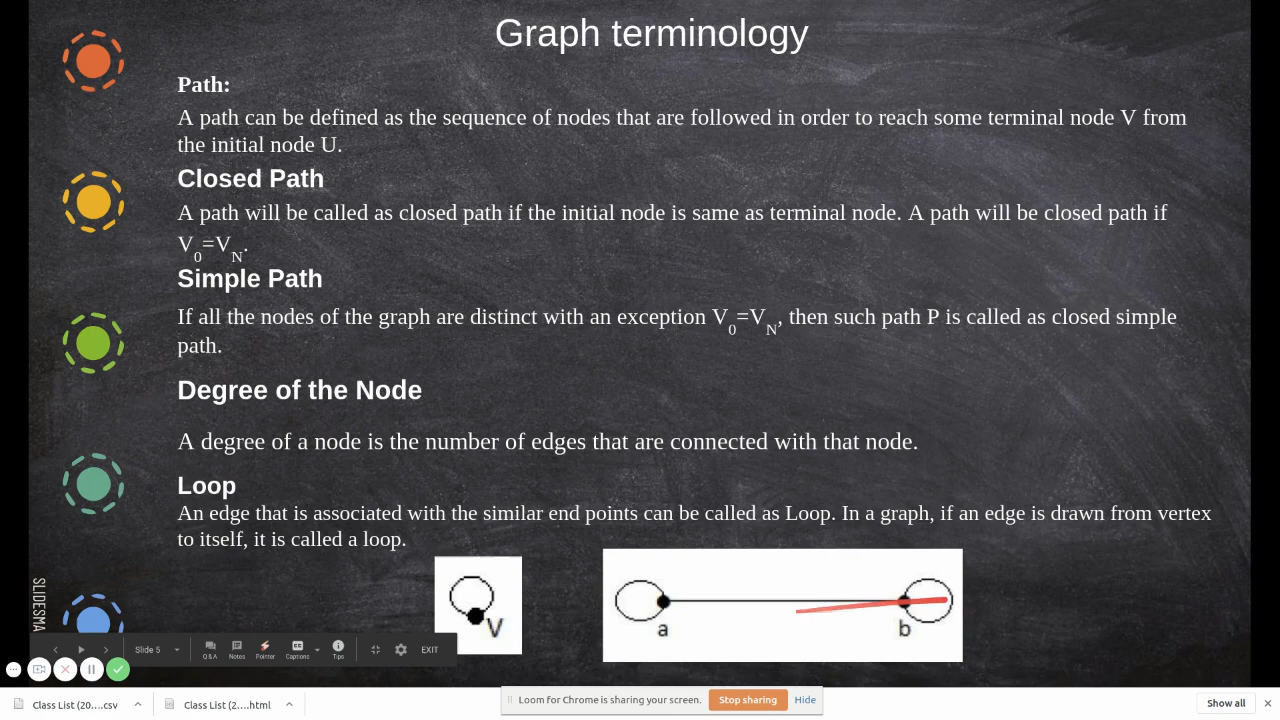 Graph terminology
Path:
A path can be defined as the sequence of nodes that are followed in order to reach some terminal node V from
the initial node U.
Closed Path
A path will be called as closed path if the initial node is same as terminal node. A path will be closed path if
V0=VN.
Simple Path
If all the nodes of the graph are distinct with an exception V0=VN, then such path P is called as closed simple
path.
Degree of the Node
A degree of a node is the number of edges that are connected with that node.
Loop
An edge that is associated with the similar end points can be called as Loop. In a graph, if an edge is drawn from vertex
to itself, it is called a loop.
V
a b
SLIDESMA
Slide 5
Q&A Notes Pointer Captions Tips EXIT
Class List (20....csv
Class List (2....html
Loom for Chrome is sharing your screen. Stop sharing Hide
Show all